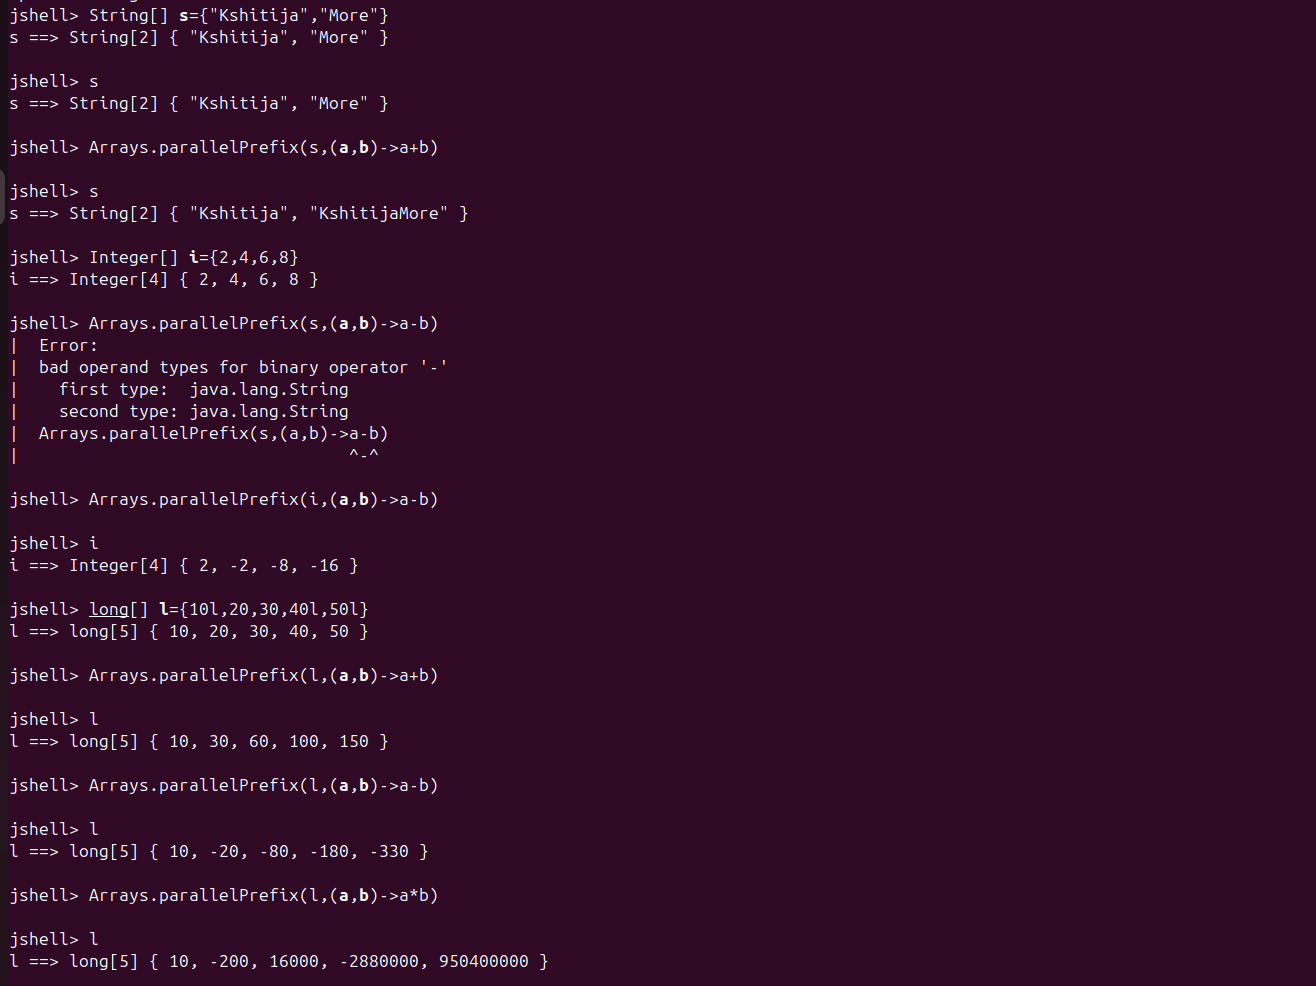 jshell> String[] s={"Kshitija","More"}
s ==> String[2] { "Kshitija", "More" }
jshell> s
s ==> String[2] { "Kshitija", "More" }
jshell> Arrays.parallelPrefix(s,(a,b)->a+b)
jshell> s
s ==> String[2] { "Kshitija", "KshitijaMore" }
jshell> Integer[] i={2,4,6,8}
i ==> Integer[4] { 2, 4, 6, 8 }
jshell> Arrays.parallelPrefix(s,(a,b)->a-b)
|  Error:
|  bad operand types for binary operator '-'
|    first type:  java.lang.String
|    second type: java.lang.String
|  Arrays.parallelPrefix(s,(a,b)->a-b)
|                                 ^-^
jshell> Arrays.parallelPrefix(i,(a,b)->a-b)
jshell> i
i ==> Integer[4] { 2, -2, -8, -16 }
jshell> long[] l={10l,20,30,40l,50l}
l ==> long[5] { 10, 20, 30, 40, 50 }
jshell> Arrays.parallelPrefix(l,(a,b)->a+b)
jshell> l
l ==> long[5] { 10, 30, 60, 100, 150 }
jshell> Arrays.parallelPrefix(l,(a,b)->a-b)
jshell> l
l ==> long[5] { 10, -20, -80, -180, -330 }
jshell> Arrays.parallelPrefix(l,(a,b)->a*b)
jshell> l
l ==> long[5] { 10, -200, 16000, -2880000, 950400000 }